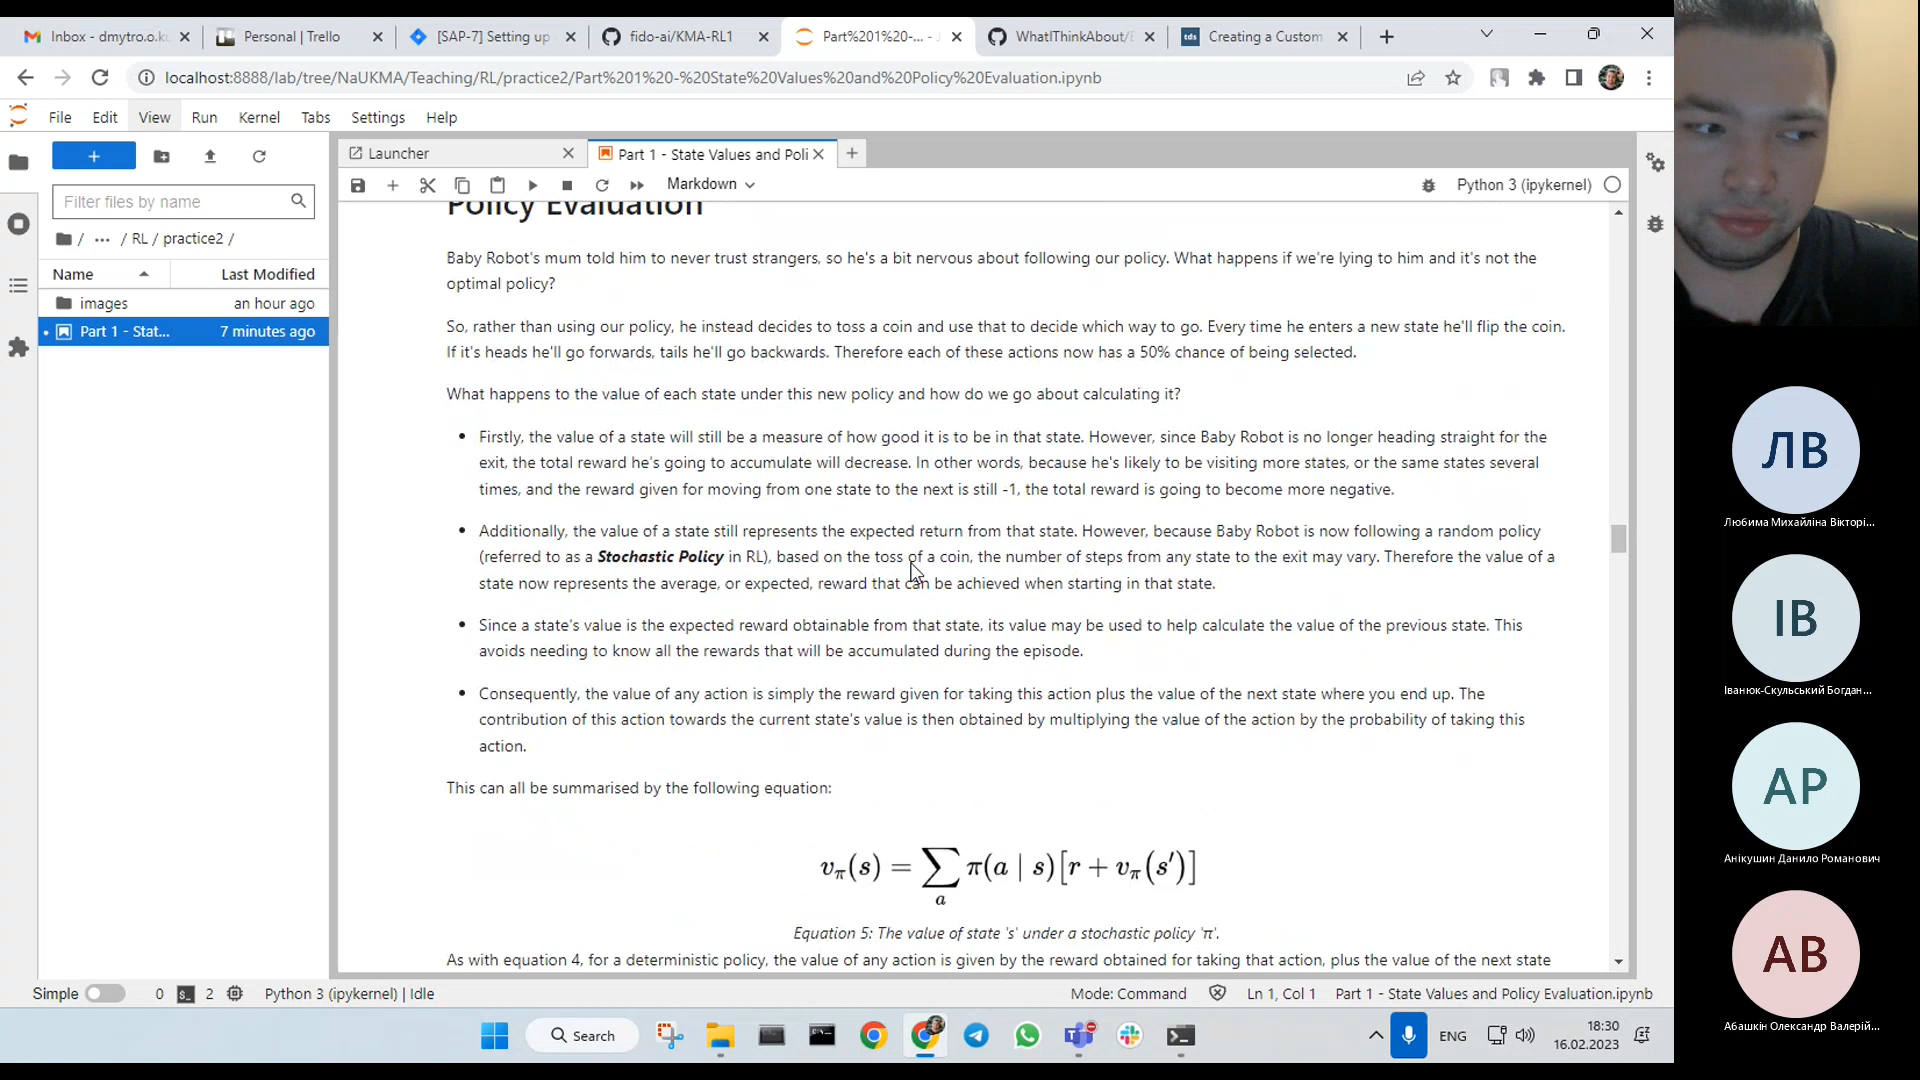 Inbox - dmytro.o.k
Personal | Trello
[SAP-7] Setting up
fido-ai/KMA-RL1
Part%201%20-...
WhatIThinkAbout/
tds
Creating a Custom
localhost:8888/lab/tree/NaUKMA/Teaching/RL/practice2/Part%201%20-%20State%20Values%20and%20Policy%20Evaluation.ipynb
File Edit View Run Kernel Tabs Settings Help
Launcher
Part 1 - State Values and Poli
Markdown
Python 3 (ipykernel)
Filter files by name
/ ... / RL / practice2 /
Name Last Modified
images an hour ago
Part 1 - Stat... 7 minutes ago
Policy Evaluation
Baby Robot's mum told him to never trust strangers, so he's a bit nervous about following our policy. What happens if we're lying to him and it's not the
optimal policy?
So, rather than using our policy, he instead decides to toss a coin and use that to decide which way to go. Every time he enters a new state he'll flip the coin.
If it's heads he'll go forwards, tails he'll go backwards. Therefore each of these actions now has a 50% chance of being selected.
What happens to the value of each state under this new policy and how do we go about calculating it?
• Firstly, the value of a state will still be a measure of how good it is to be in that state. However, since Baby Robot is no longer heading straight for the
exit, the total reward he's going to accumulate will decrease. In other words, because he's likely to be visiting more states, or the same states several
times, and the reward given for moving from one state to the next is still -1, the total reward is going to become more negative.
• Additionally, the value of a state still represents the expected return from that state. However, because Baby Robot is now following a random policy
(referred to as a Stochastic Policy in RL), based on the toss of a coin, the number of steps from any state to the exit may vary. Therefore the value of a
state now represents the average, or expected, reward that can be achieved when starting in that state.
• Since a state's value is the expected reward obtainable from that state, its value may be used to help calculate the value of the previous state. This
avoids needing to know all the rewards that will be accumulated during the episode.
• Consequently, the value of any action is simply the reward given for taking this action plus the value of the next state where you end up. The
contribution of this action towards the current state's value is then obtained by multiplying the value of the action by the probability of taking this
action.
This can all be summarised by the following equation:
vπ(s) = ∑a π(a | s)[r + vπ(s′)]
Equation 5: The value of state 's' under a stochastic policy 'π'.
As with equation 4, for a deterministic policy, the value of any action is given by the reward obtained for taking that action, plus the value of the next state
Simple 0 2 Python 3 (ipykernel) | Idle
Mode: Command Ln 1, Col 1 Part 1 - State Values and Policy Evaluation.ipynb
Search
ENG
18:30
16.02.2023
ЛВ
Любима Михайліна Вікторі...
ІВ
Іванюк-Скульський Богдан...
АР
Анікушин Данило Романович
АВ
Абашкін Олександр Валерій...